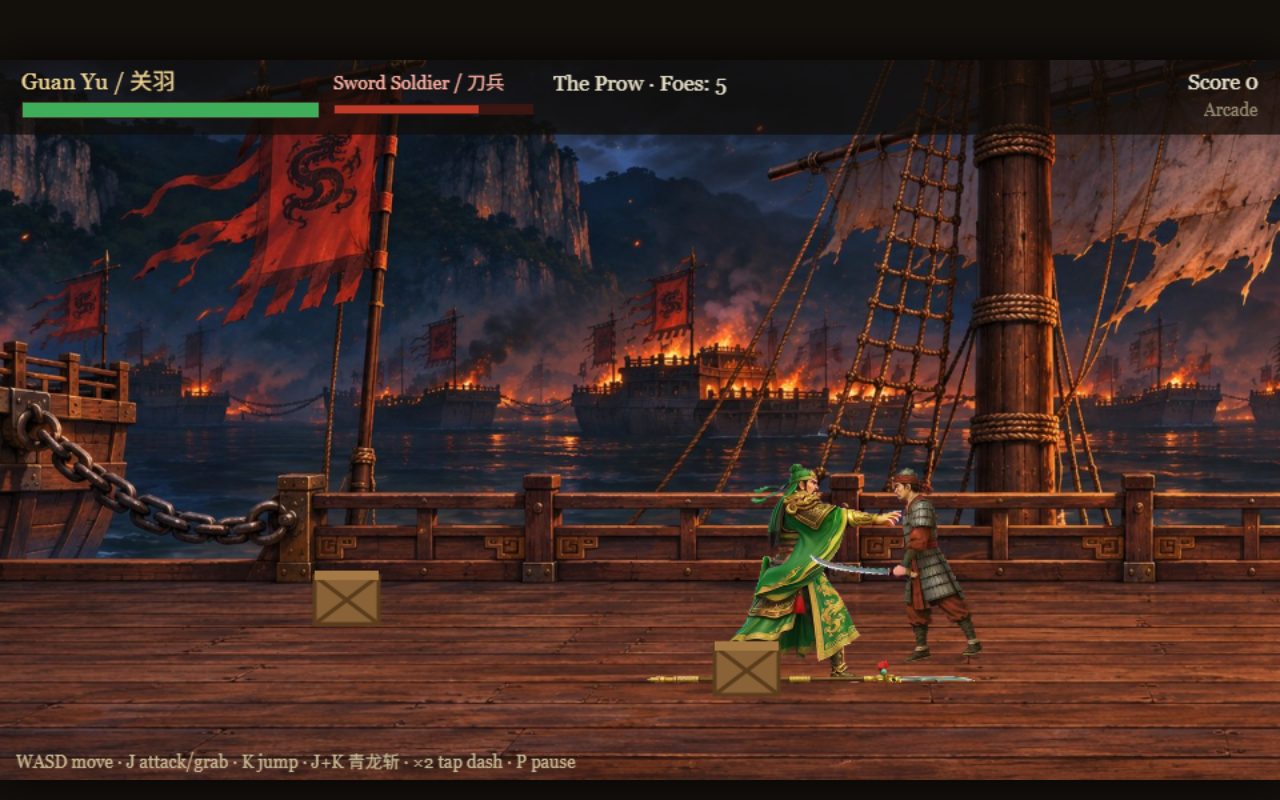 Guan Yu / 关羽
Sword Soldier / 刀兵
The Prow · Foes: 5
Score 0
Arcade
WASD move · J attack/grab · K jump · J+K 青龙斩 · ×2 tap dash · P pause